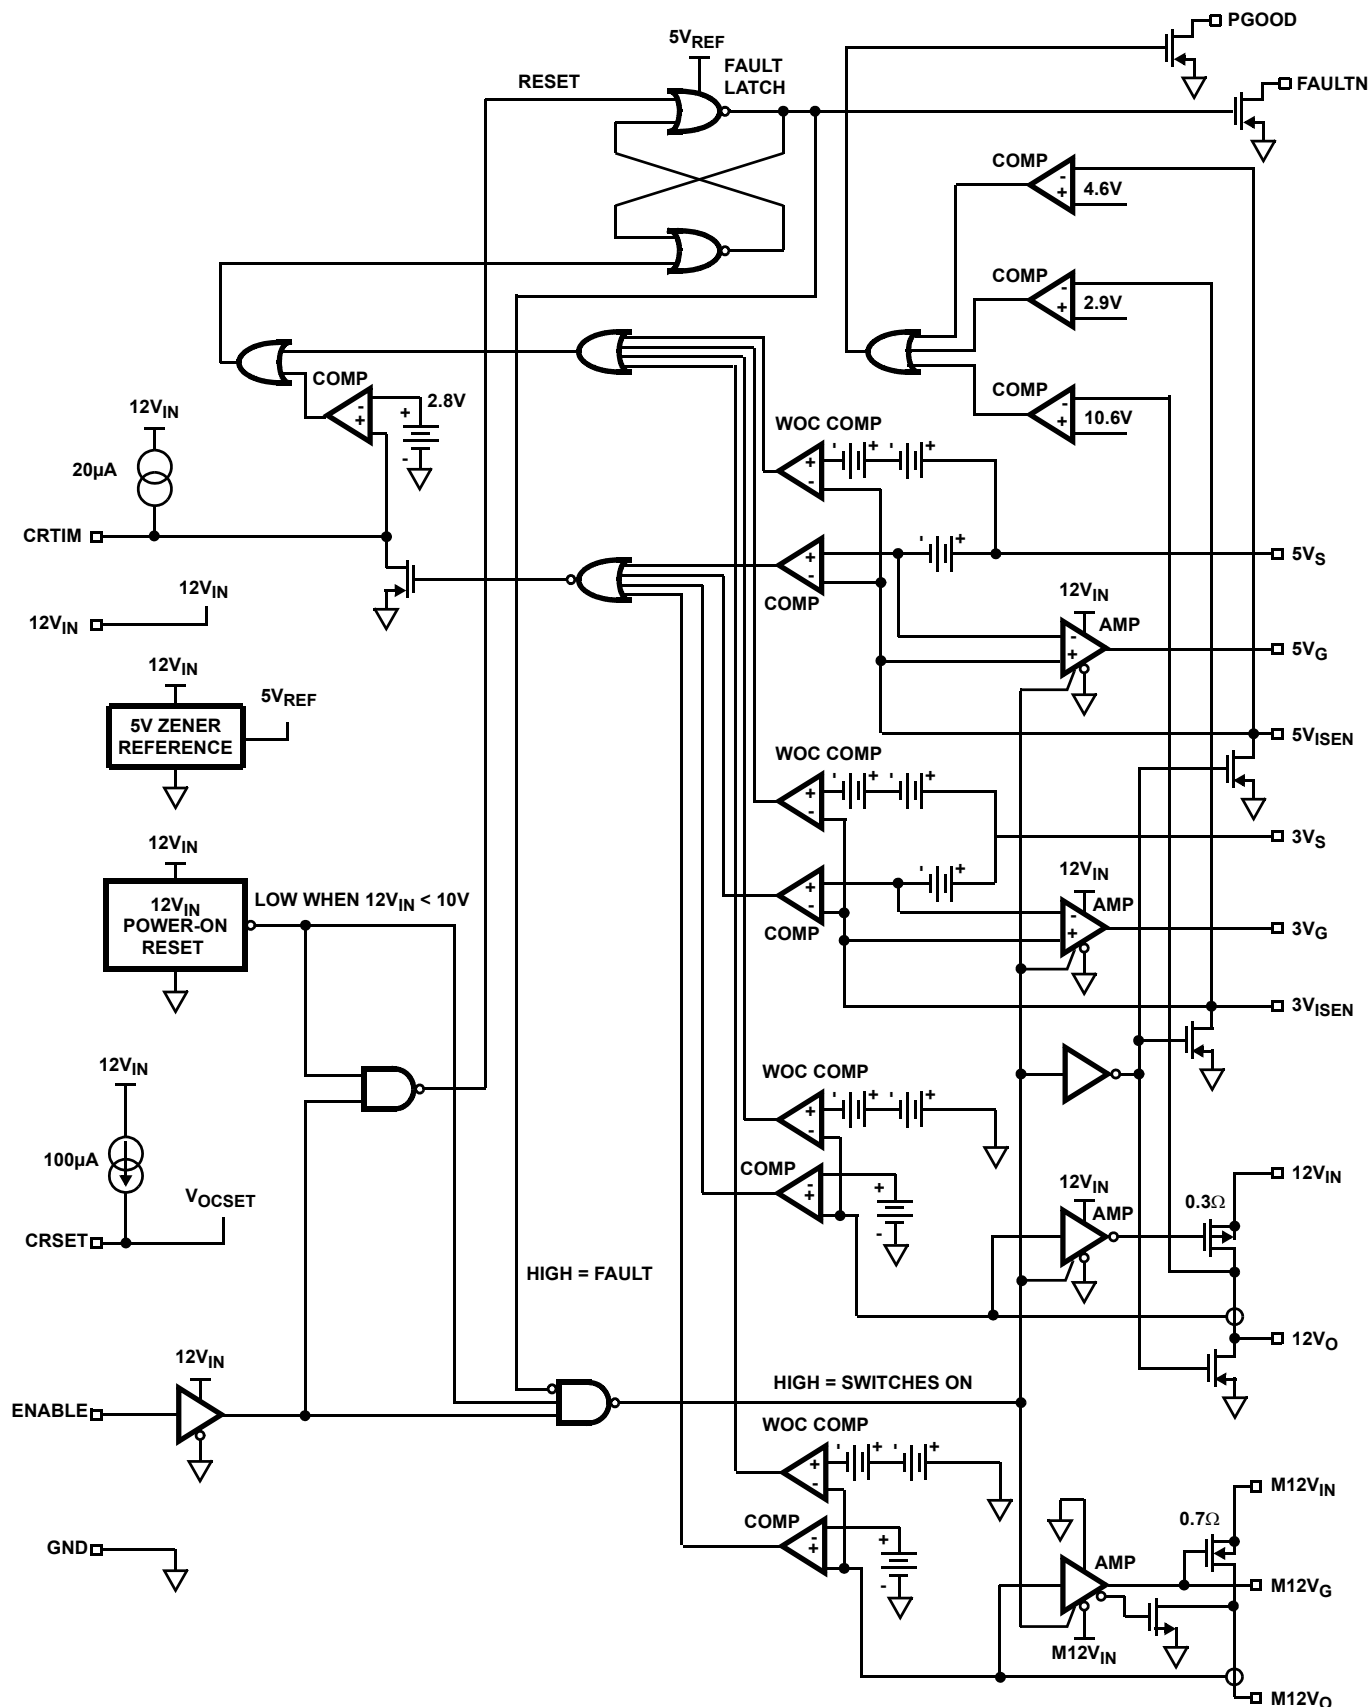 PGOOD
5VREF
FAULT
LATCH
RESET
FAULTN
COMP
-
+
4.6V
COMP
-
+
2.9V
COMP
-
+
2.8V
+
-
COMP
-
+
10.6V
12VIN
20µA
CRTIM
WOC COMP
+
-
- + - +
COMP
+
-
- +
5VS
12VIN
AMP
-
+
5VG
12VIN
12VIN
12VIN
5VREF
5V ZENER
REFERENCE
5VISEN
WOC COMP
+
-
- + - +
3VS
12VIN
12VIN
POWER-ON
RESET
LOW WHEN 12VIN < 10V
COMP
+
-
- +
12VIN
AMP
-
+
3VG
3VISEN
12VIN
100µA
VOCSET
CRSET
WOC COMP
+
-
- + - +
COMP
-
+
+
-
12VIN
AMP
0.3Ω
12VIN
HIGH = FAULT
12VO
12VIN
ENABLE
HIGH = SWITCHES ON
WOC COMP
+
-
- + - +
COMP
-
+
+
-
M12VIN
0.7Ω
GND
AMP
M12VG
M12VIN
M12VO